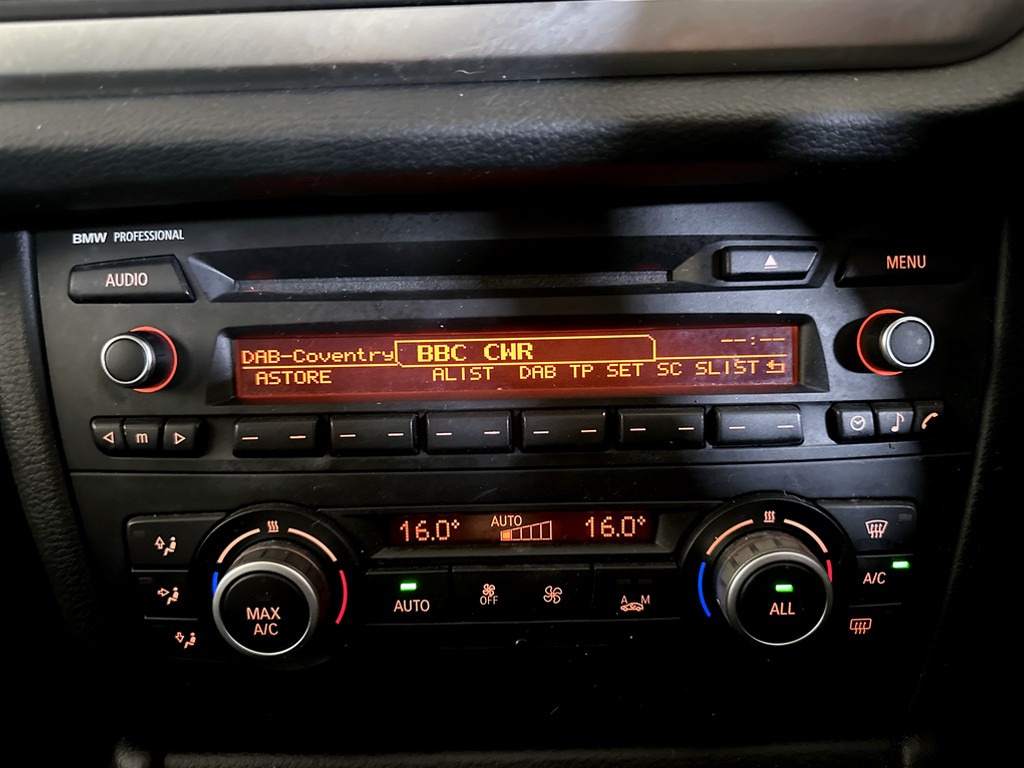 BMW PROFESSIONAL
AUDIO
MENU
DAB-Coventry BBC CWR --:--
ASTORE ALIST DAB TP SET SC SLIST
m
16.0° AUTO 16.0°
AUTO OFF A M
MAX
A/C
ALL
A/C